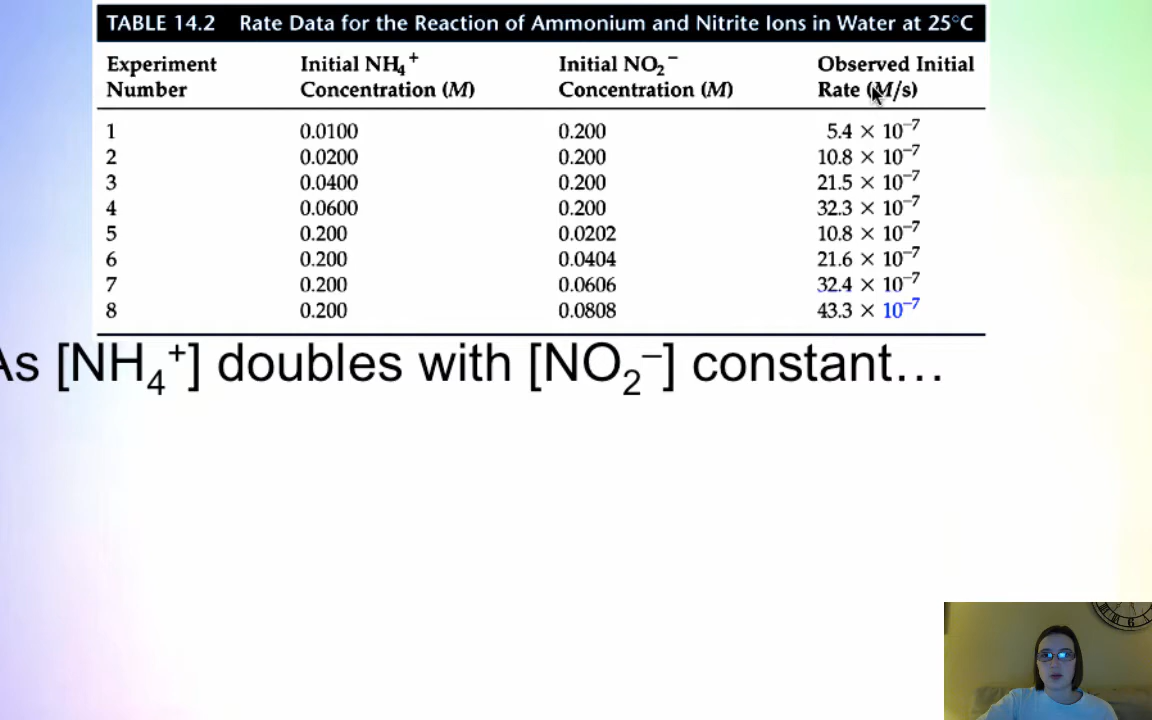 TABLE 14.2 Rate Data for the Reaction of Ammonium and Nitrite Ions in Water at 25°C
Experiment Number Initial NH₄⁺ Concentration (M) Initial NO₂⁻ Concentration (M) Observed Initial Rate (M/s)
1 0.0100 0.200 5.4 × 10⁻⁷
2 0.0200 0.200 10.8 × 10⁻⁷
3 0.0400 0.200 21.5 × 10⁻⁷
4 0.0600 0.200 32.3 × 10⁻⁷
5 0.200 0.0202 10.8 × 10⁻⁷
6 0.200 0.0404 21.6 × 10⁻⁷
7 0.200 0.0606 32.4 × 10⁻⁷
8 0.200 0.0808 43.3 × 10⁻⁷
As [NH₄⁺] doubles with [NO₂⁻] constant…